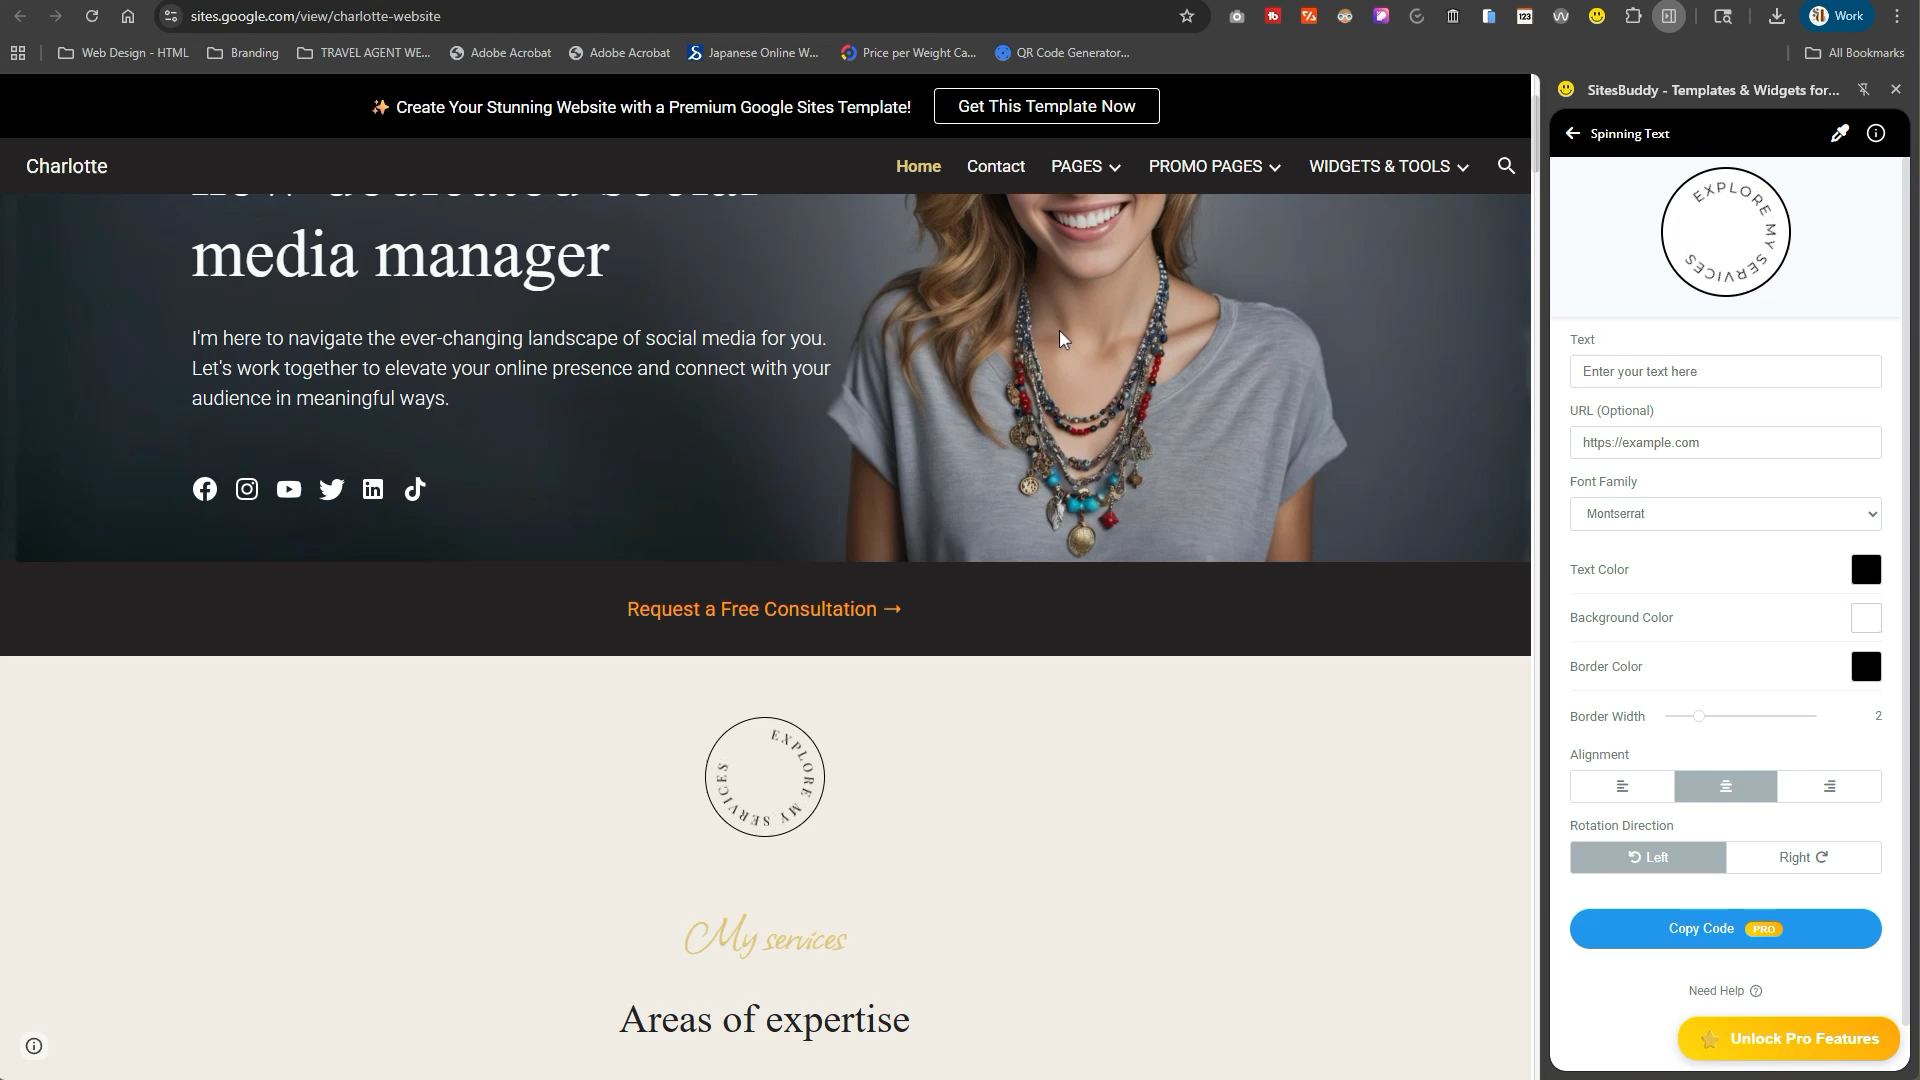 sites.google.com/view/charlotte-website
Work
Web Design - HTML
Branding
TRAVEL AGENT WE...
Adobe Acrobat
Adobe Acrobat
Japanese Online W...
Price per Weight Ca...
QR Code Generator...
All Bookmarks
✨ Create Your Stunning Website with a Premium Google Sites Template!
Get This Template Now
Charlotte
Home
Contact
PAGES
PROMO PAGES
WIDGETS & TOOLS
media manager
I'm here to navigate the ever-changing landscape of social media for you.
Let's work together to elevate your online presence and connect with your
audience in meaningful ways.
Request a Free Consultation →
EXPLORE MY SERVICES
My services
Areas of expertise
SitesBuddy - Templates & Widgets for...
Spinning Text
EXPLORE MY SERVICES
Text
Enter your text here
URL (Optional)
https://example.com
Font Family
Montserrat
Text Color
Background Color
Border Color
Border Width
2
Alignment
Rotation Direction
Left
Right
Copy Code
PRO
Need Help
Unlock Pro Features